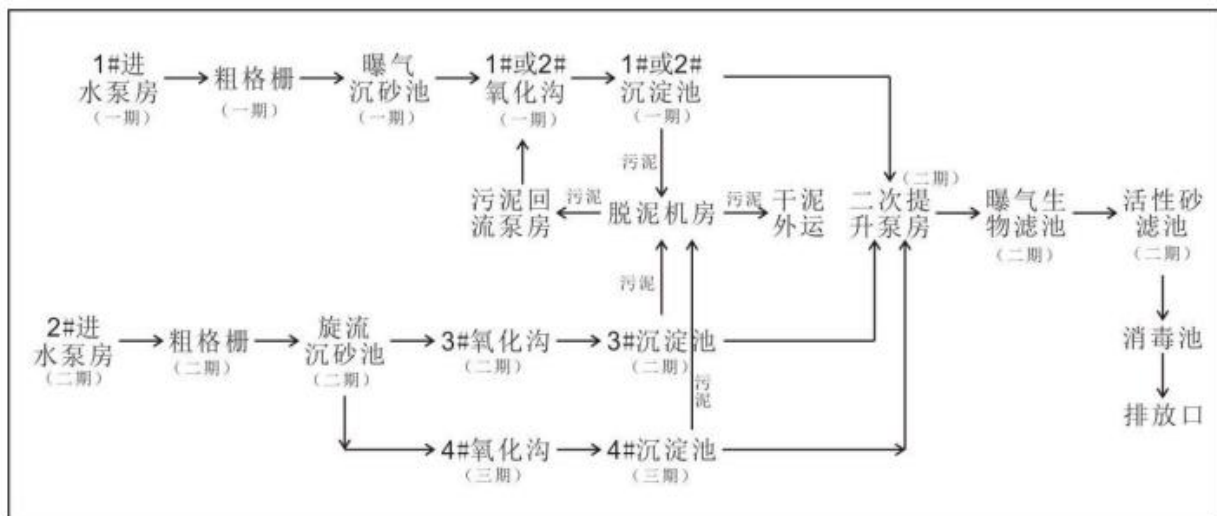 1#进
水泵房
（一期）
粗格栅
（一期）
曝气
沉砂池
（一期）
1#或2#
氧化沟
（一期）
1#或2#
沉淀池
（一期）
污泥
污泥回
流泵房
污泥
脱泥机房
污泥
干泥
外运
（二期）
二次提
升泵房
曝气生
物滤池
（二期）
活性砂
滤池
（二期）
污泥
2#进
水泵房
（二期）
粗格栅
（二期）
旋流
沉砂池
（二期）
3#氧化沟
（二期）
3#沉淀池
（二期）
污
泥
消毒池
排放口
4#氧化沟
（三期）
4#沉淀池
（三期）